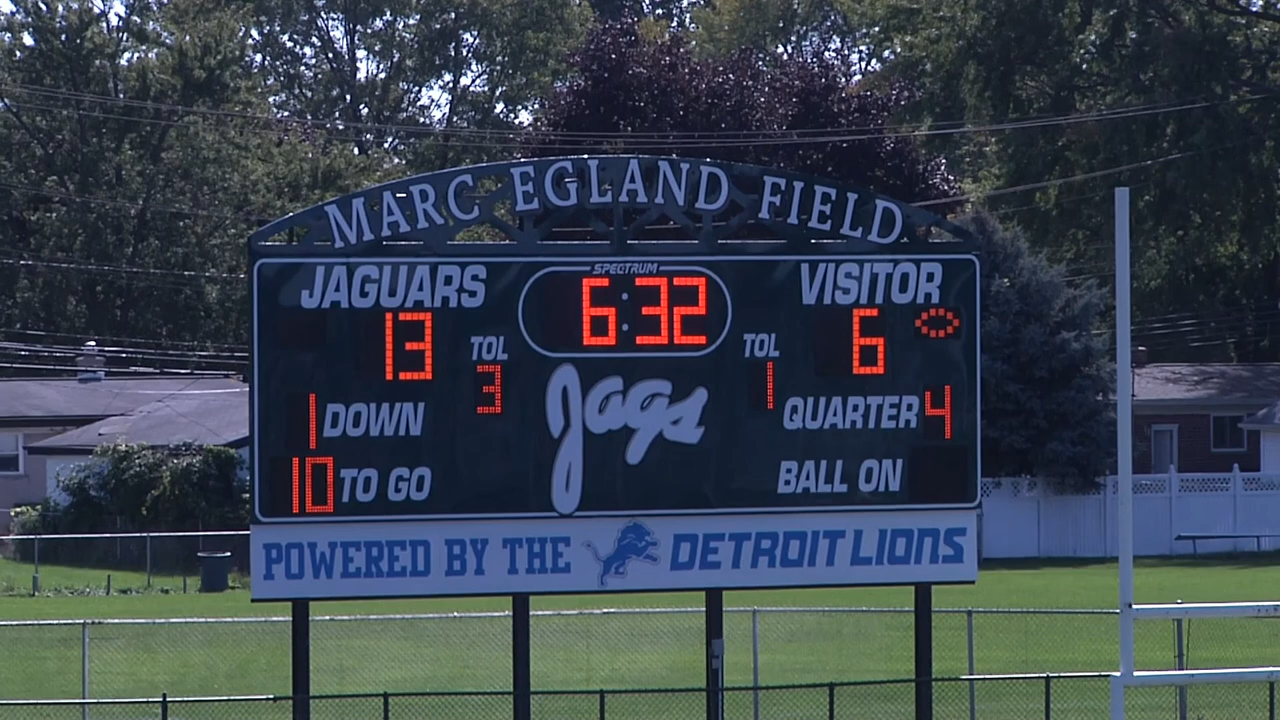 MARC EGLAND FIELD
SPECTRUM
JAGUARS 6:32 VISITOR
13 TOL TOL 6
3 Jags 1
1 DOWN QUARTER 4
10 TO GO BALL ON
POWERED BY THE DETROIT LIONS